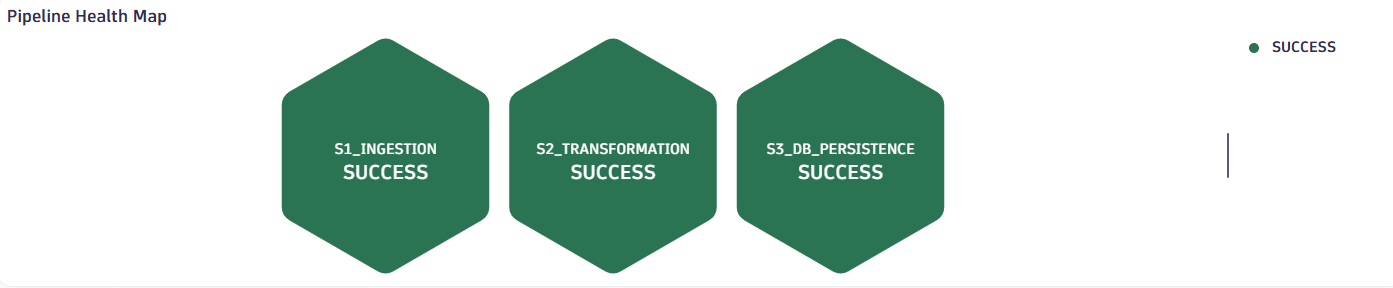 Pipeline Health Map
SUCCESS
S1_INGESTION
SUCCESS
S2_TRANSFORMATION
SUCCESS
S3_DB_PERSISTENCE
SUCCESS